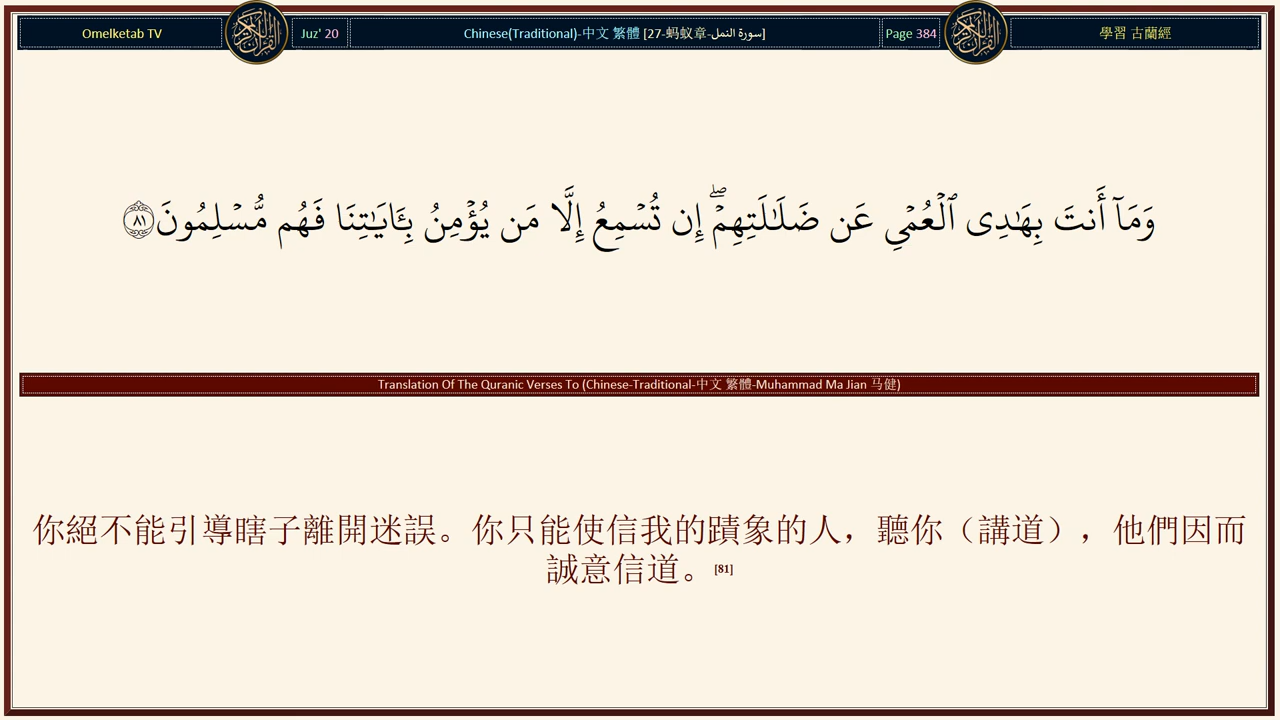 Omelketab TV
Juz' 20
Chinese(Traditional)-中文 繁體 [27-蚂蚁章-سورة النمل]
Page 384
學習 古蘭經
وَمَآ أَنتَ بِهَـٰدِى ٱلْعُمْىِ عَن ضَلَـٰلَتِهِمْ ۖ إِن تُسْمِعُ إِلَّا مَن يُؤْمِنُ بِـَٔايَـٰتِنَا فَهُم مُّسْلِمُونَ ٨١
Translation Of The Quranic Verses To (Chinese-Traditional-中文 繁體-Muhammad Ma Jian 马健)
你絕不能引導瞎子離開迷誤。你只能使信我的蹟象的人，聽你（講道），他們因而
誠意信道。[81]